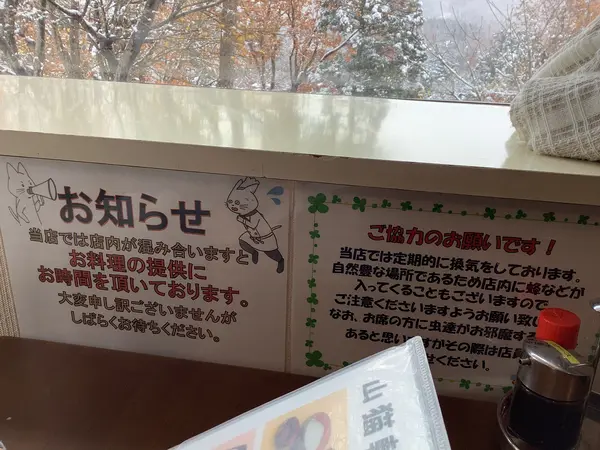 お知らせ
当店では店内が混み合いますと
お料理の提供に
お時間を頂いております。
大変申し訳ございませんが
しばらくお待ちください。
ご協力のお願いです！
当店では定期的に換気をしております。
自然豊な場所であるため店内に蜂などが
入ってくることもございますので
ご注意くださいますようお願い致
なお、お席の方に虫達がお邪魔す
あると思い
すがその際は店員
ください。